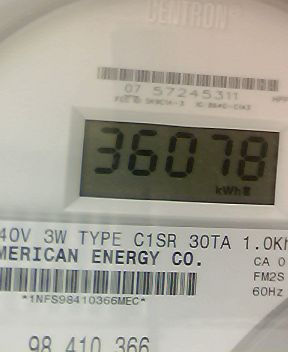 CENTRON®
07 57245311
36078
kWh
40V 3W TYPE C1SR 30TA 1.0Kh
MERICAN ENERGY CO.
CA 0
FM2S
60Hz
*1NFS98410366MEC*
98 410 366